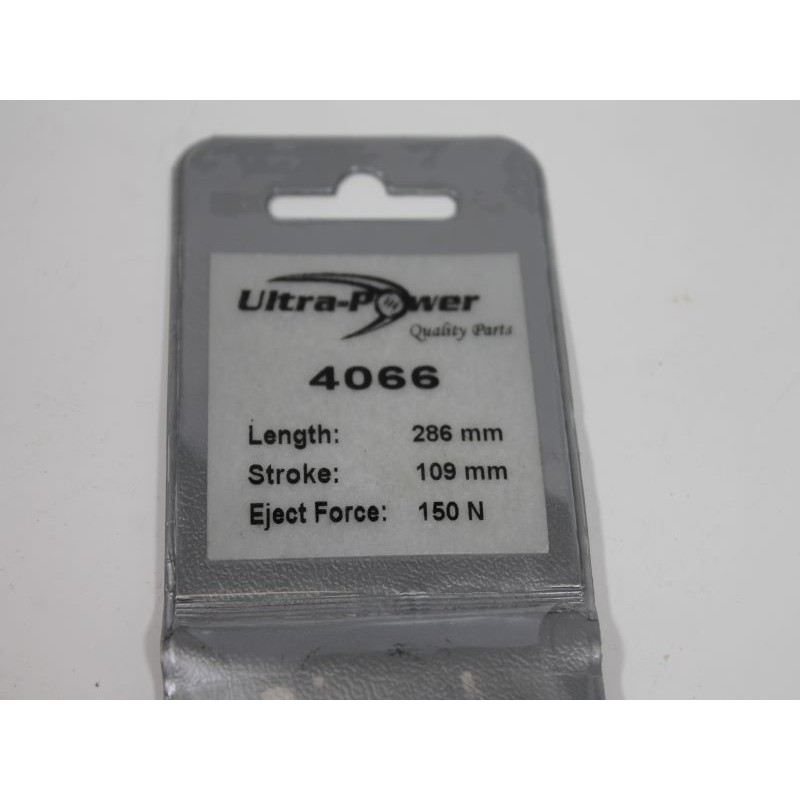 Ultra-Power
Quality Parts
4066
Length: 286 mm
Stroke: 109 mm
Eject Force: 150 N